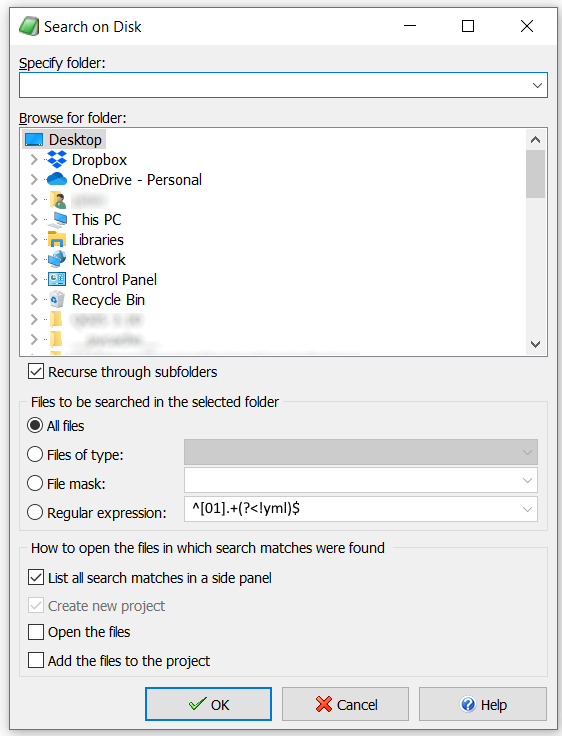 Search on Disk
Specify folder:
Browse for folder:
Desktop
Dropbox
OneDrive - Personal
This PC
Libraries
Network
Control Panel
Recycle Bin
Recurse through subfolders
Files to be searched in the selected folder
All files
Files of type:
File mask:
Regular expression: ^[01].+(?<!yml)$
How to open the files in which search matches were found
List all search matches in a side panel
Create new project
Open the files
Add the files to the project
OK Cancel Help